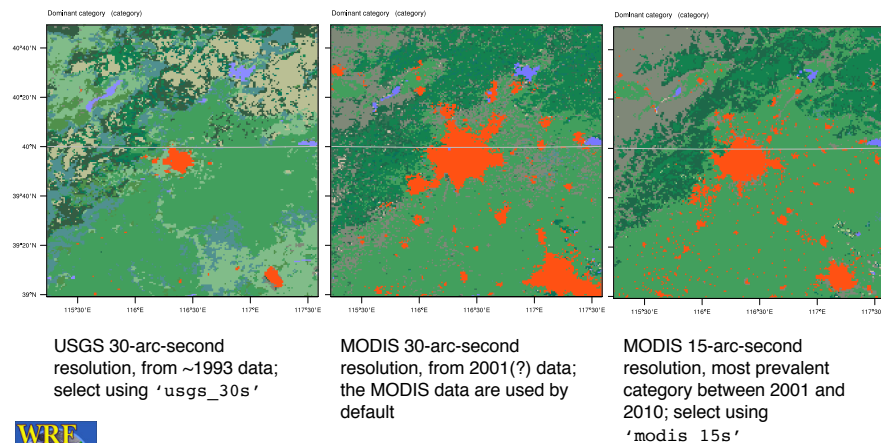 Dominant category (category)
Dominant category (category)
Dominant category (category)
40°40'N
40°20'N
40°N
39°40'N
39°20'N
39°N
115°30'E 116°E 116°30'E 117°E 117°30'E
115°30'E 116°E 116°30'E 117°E 117°30'E
115°30'E 116°E 116°30'E 117°E 117°30'E
USGS 30-arc-second
resolution, from ~1993 data;
select using 'usgs_30s'
MODIS 30-arc-second
resolution, from 2001(?) data;
the MODIS data are used by
default
MODIS 15-arc-second
resolution, most prevalent
category between 2001 and
2010; select using
'modis_15s'
WRF